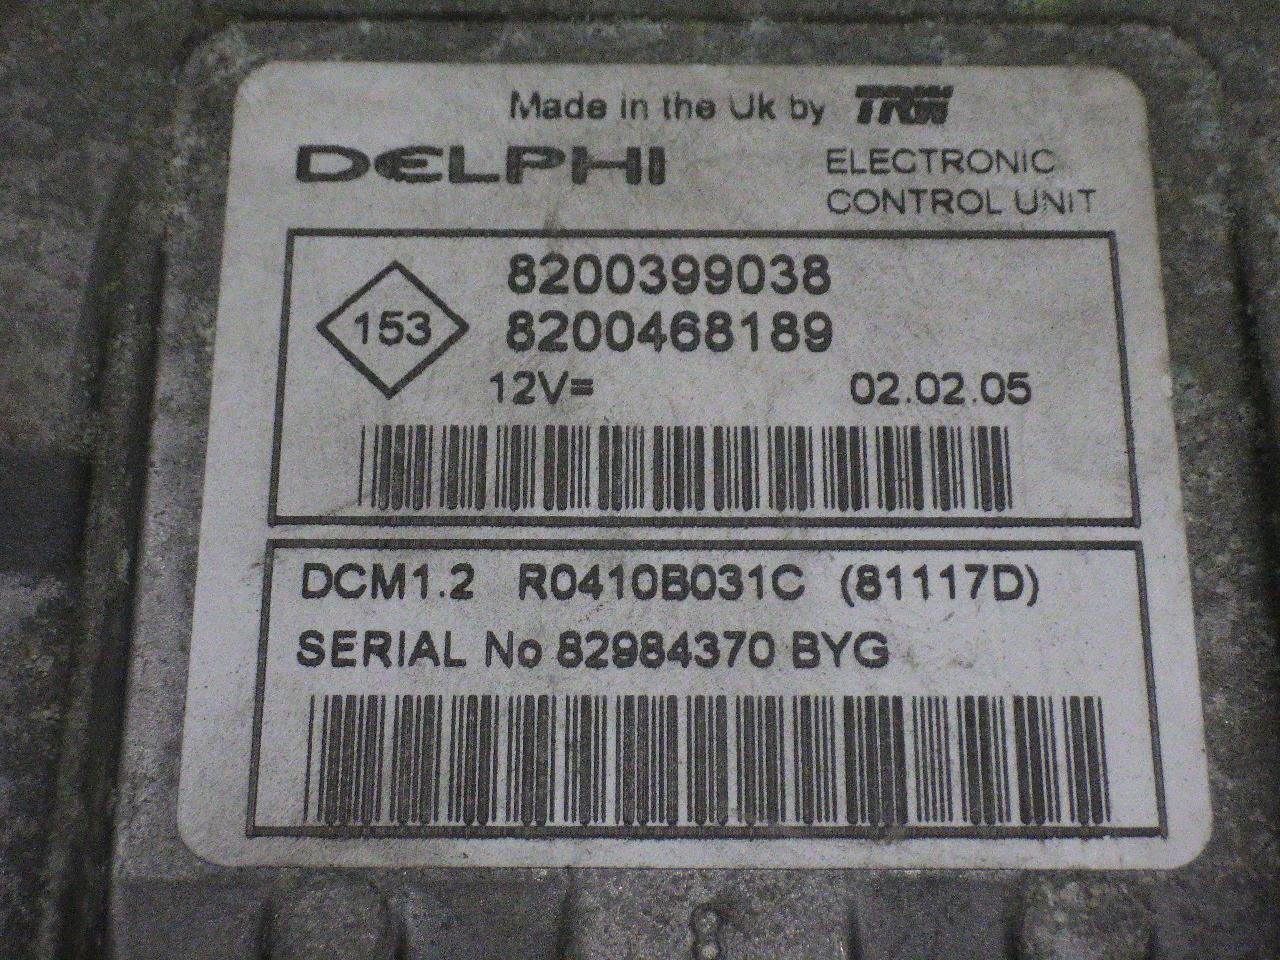 Made in the Uk by TRW
DELPHI
ELECTRONIC
CONTROL UNIT
153
8200399038
8200468189
12V=
02.02.05
DCM1.2 R0410B031C (81117D)
SERIAL No 82984370 BYG